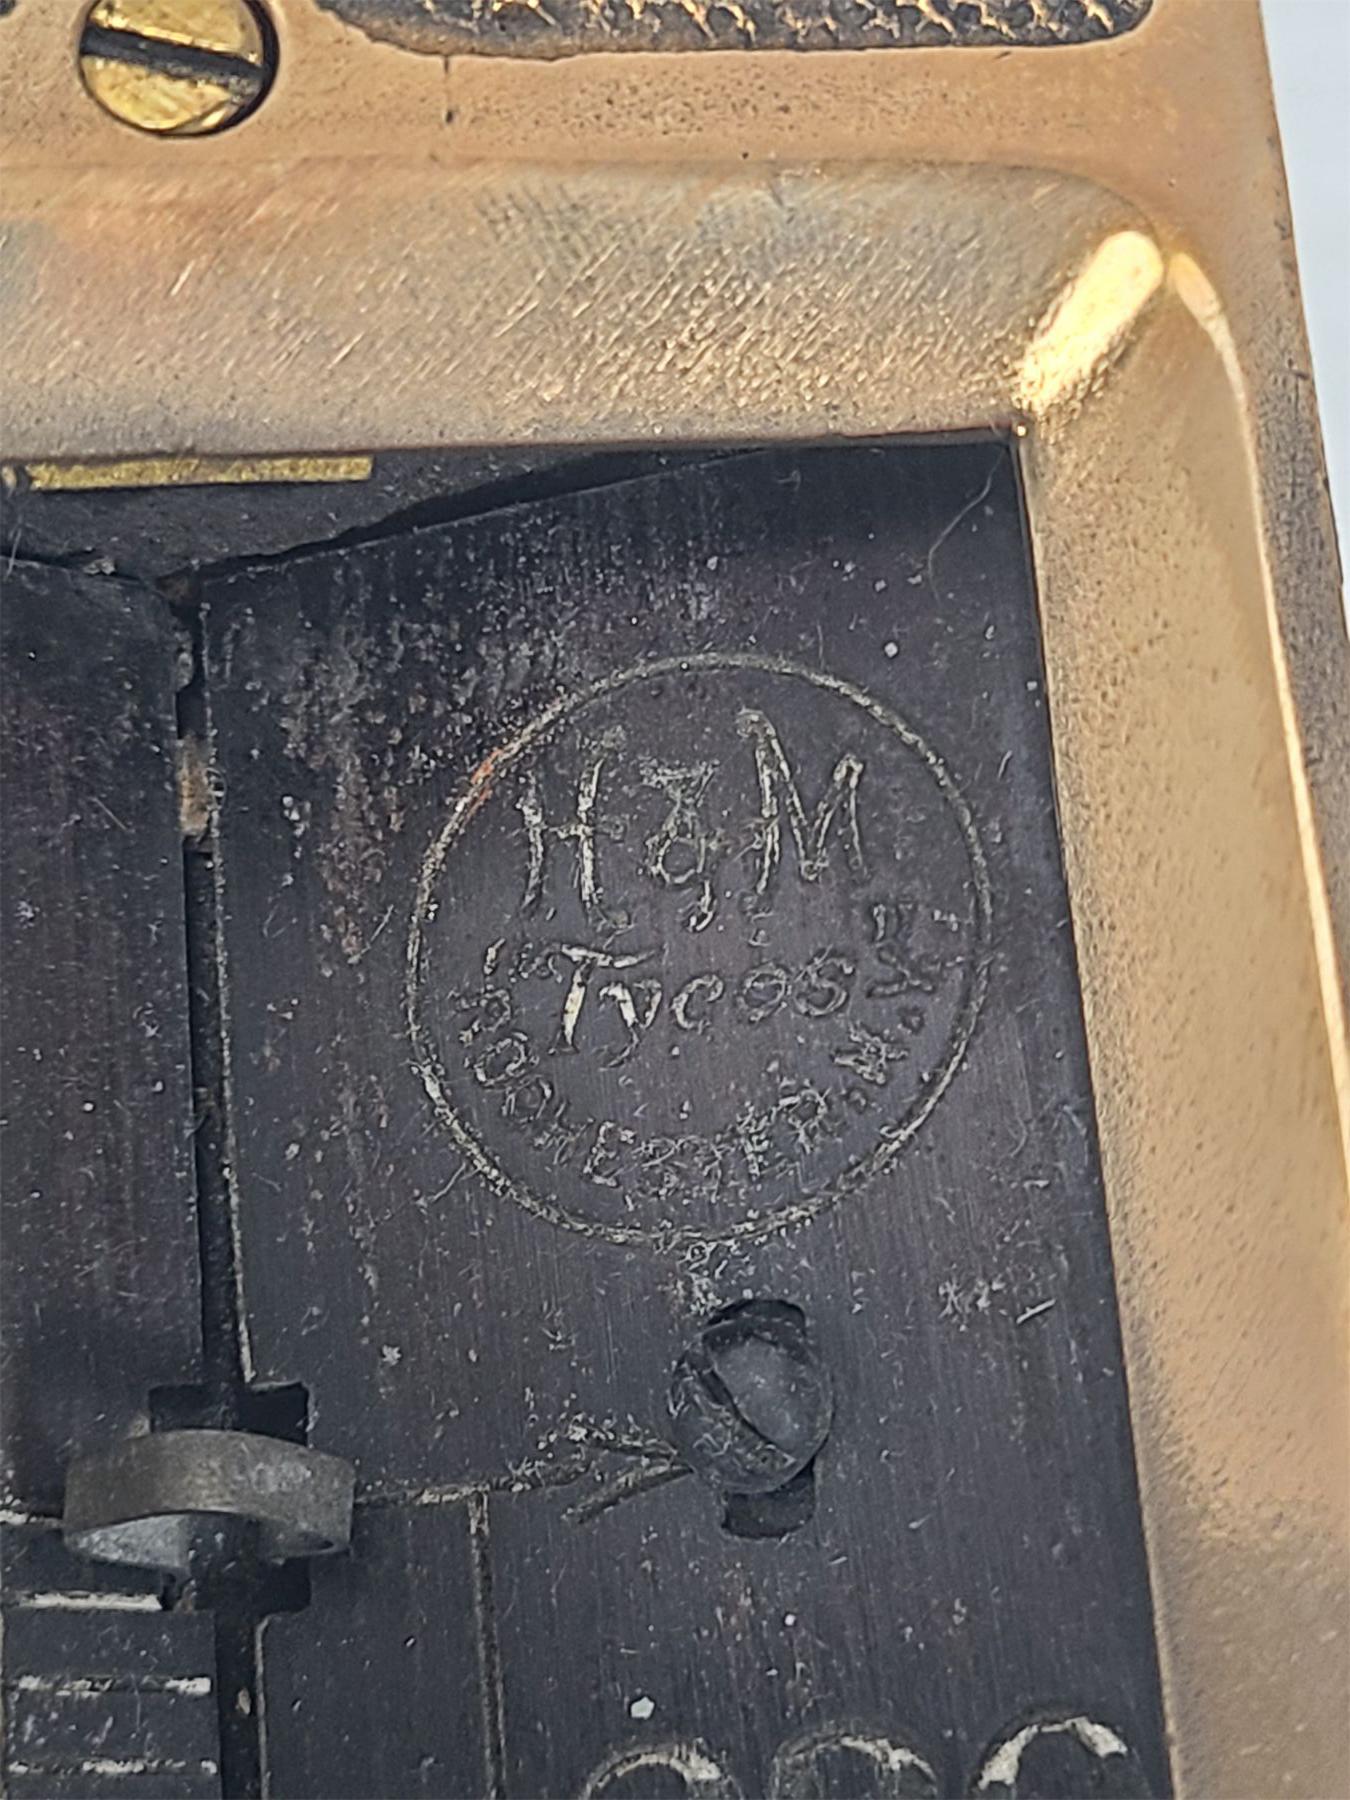 H & M
"Tycos"
ROCHESTER, N.Y.